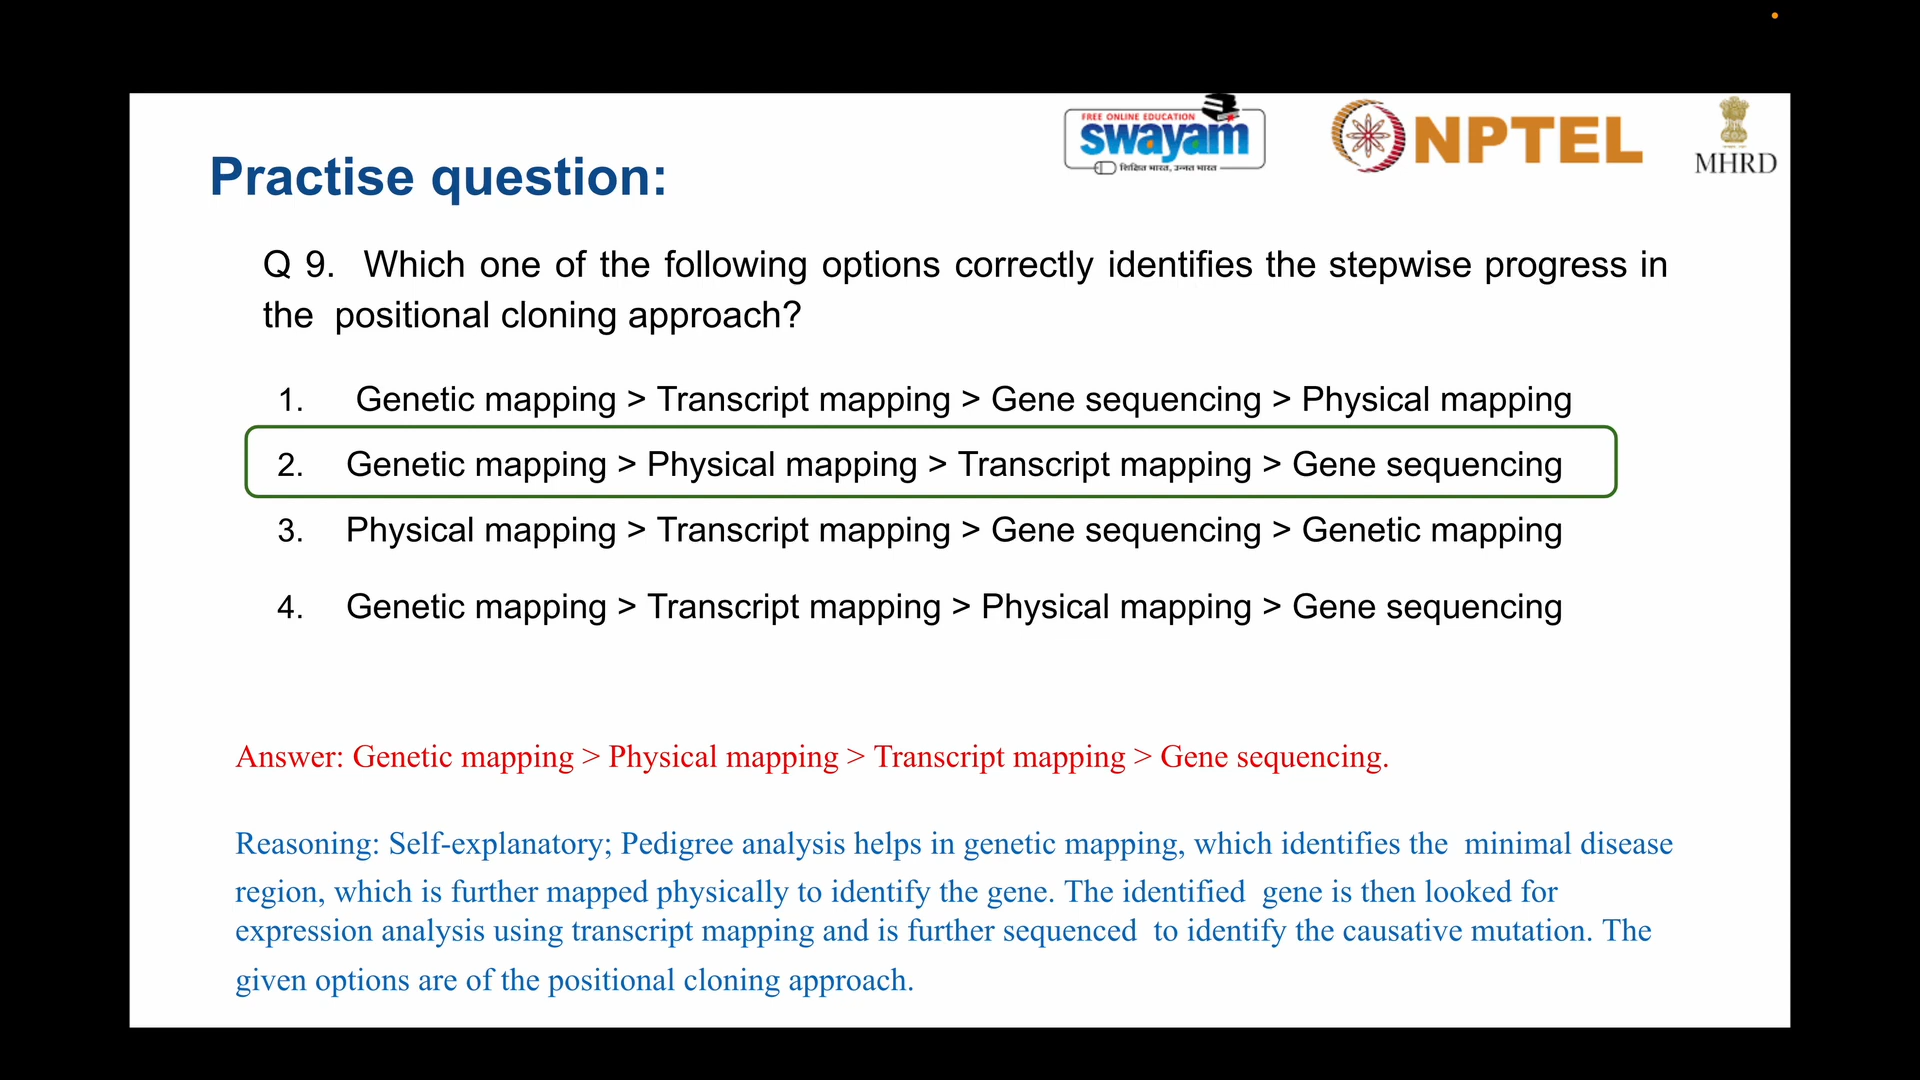 FREE ONLINE EDUCATION
swayam
शिक्षित भारत, उन्नत भारत
NPTEL
MHRD
Practise question:
Q 9. Which one of the following options correctly identifies the stepwise progress in
the positional cloning approach?
1. Genetic mapping > Transcript mapping > Gene sequencing > Physical mapping
2. Genetic mapping > Physical mapping > Transcript mapping > Gene sequencing
3. Physical mapping > Transcript mapping > Gene sequencing > Genetic mapping
4. Genetic mapping > Transcript mapping > Physical mapping > Gene sequencing
Answer: Genetic mapping > Physical mapping > Transcript mapping > Gene sequencing.
Reasoning: Self-explanatory; Pedigree analysis helps in genetic mapping, which identifies the minimal disease
region, which is further mapped physically to identify the gene. The identified gene is then looked for
expression analysis using transcript mapping and is further sequenced to identify the causative mutation. The
given options are of the positional cloning approach.